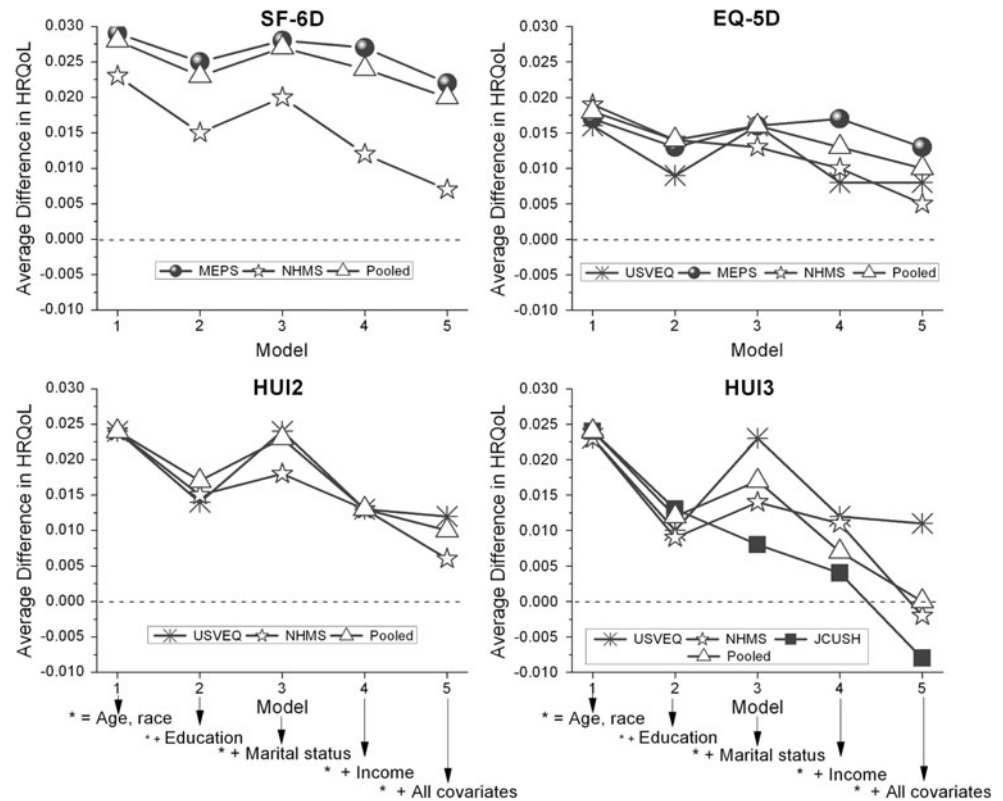 SF-6D
Average Difference in HRQoL
0.030
0.025
0.020
0.015
0.010
0.005
0.000
-0.005
-0.010
MEPS NHMS Pooled
1 2 3 4 5
Model
EQ-5D
Average Difference in HRQoL
0.030
0.025
0.020
0.015
0.010
0.005
0.000
-0.005
-0.010
USVEQ MEPS NHMS Pooled
1 2 3 4 5
Model
HUI2
Average Difference in HRQoL
0.030
0.025
0.020
0.015
0.010
0.005
0.000
-0.005
-0.010
USVEQ NHMS Pooled
1 2 3 4 5
Model
* = Age, race
* + Education
* + Marital status
* + Income
* + All covariates
HUI3
Average Difference in HRQoL
0.030
0.025
0.020
0.015
0.010
0.005
0.000
-0.005
-0.010
USVEQ NHMS JCUSH
Pooled
1 2 3 4 5
Model
* = Age, race
* + Education
* + Marital status
* + Income
* + All covariates